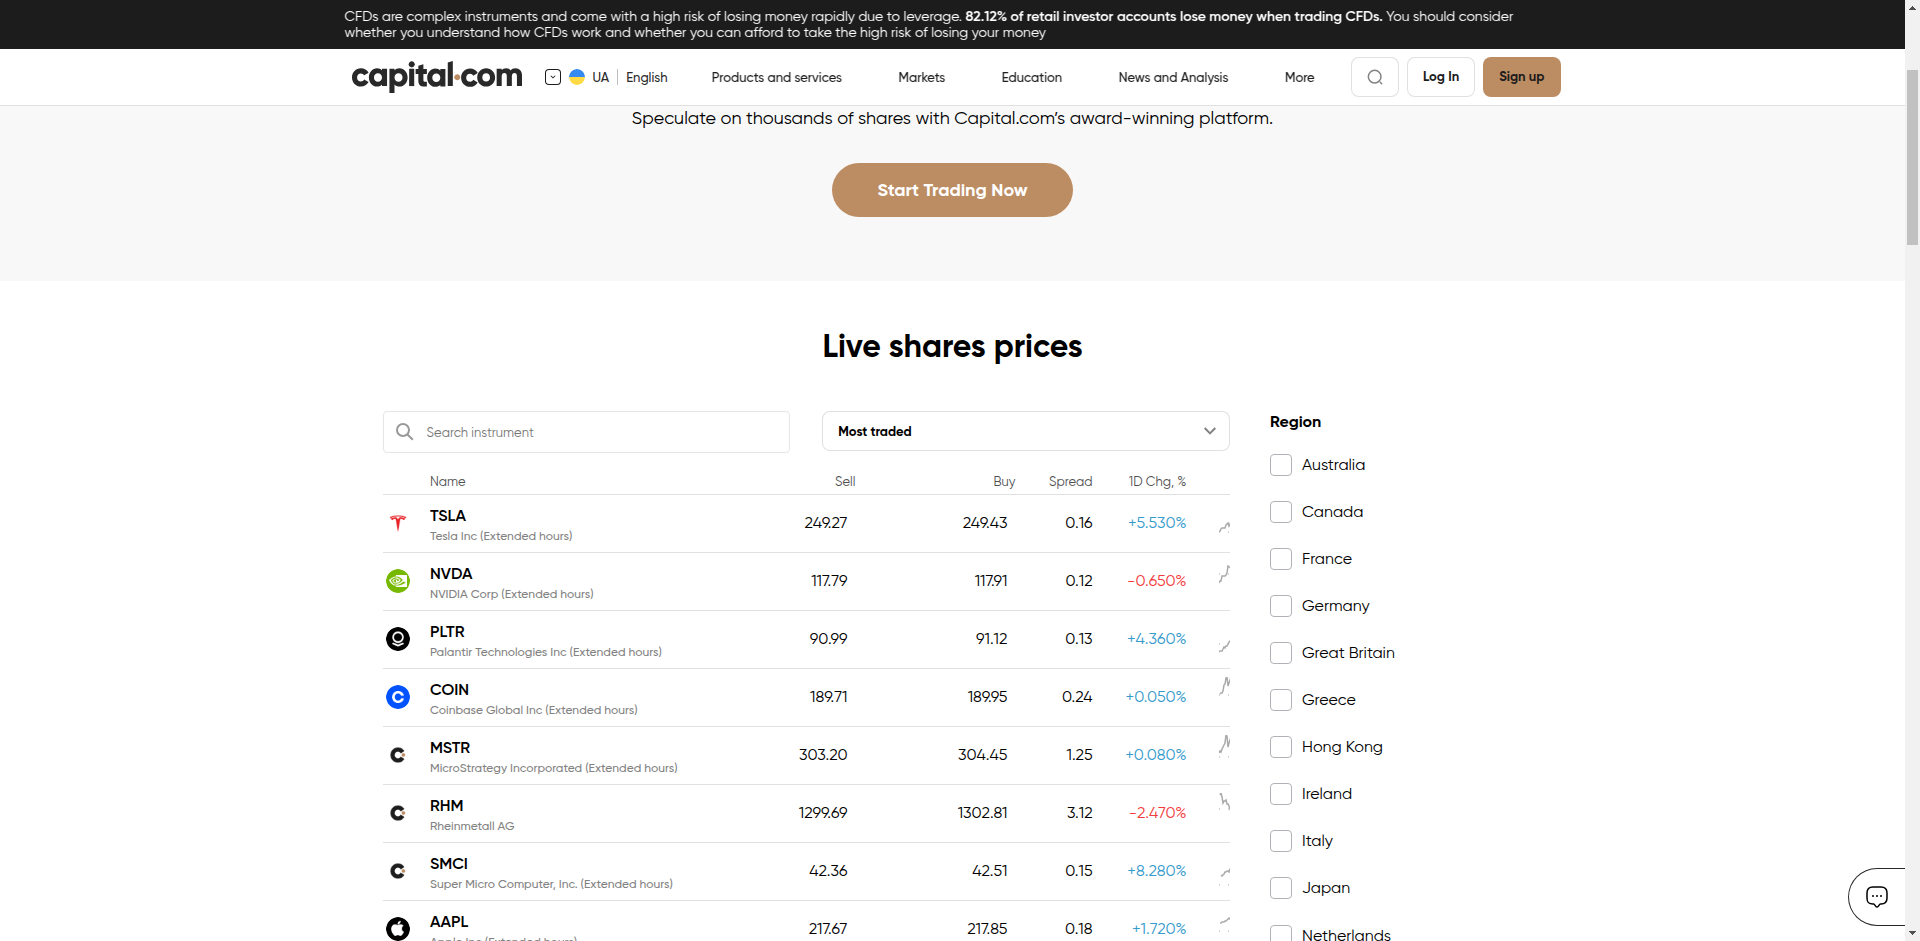 CFDs are complex instruments and come with a high risk of losing money rapidly due to leverage. 82.12% of retail investor accounts lose money when trading CFDs. You should consider
whether you understand how CFDs work and whether you can afford to take the high risk of losing your money
capital.com
UA English Products and services Markets Education News and Analysis More Log In Sign up
Speculate on thousands of shares with Capital.com’s award-winning platform.
Start Trading Now
Live shares prices
Search instrument
Most traded
Name Sell Buy Spread 1D Chg, %
TSLA
Tesla Inc (Extended hours)
249.27 249.43 0.16 +5.530%
NVDA
NVIDIA Corp (Extended hours)
117.79 117.91 0.12 -0.650%
PLTR
Palantir Technologies Inc (Extended hours)
90.99 91.12 0.13 +4.360%
COIN
Coinbase Global Inc (Extended hours)
189.71 189.95 0.24 +0.050%
MSTR
MicroStrategy Incorporated (Extended hours)
303.20 304.45 1.25 +0.080%
RHM
Rheinmetall AG
1299.69 1302.81 3.12 -2.470%
SMCI
Super Micro Computer, Inc. (Extended hours)
42.36 42.51 0.15 +8.280%
AAPL
Apple Inc (Extended hours)
217.67 217.85 0.18 +1.720%
Region
Australia
Canada
France
Germany
Great Britain
Greece
Hong Kong
Ireland
Italy
Japan
Netherlands